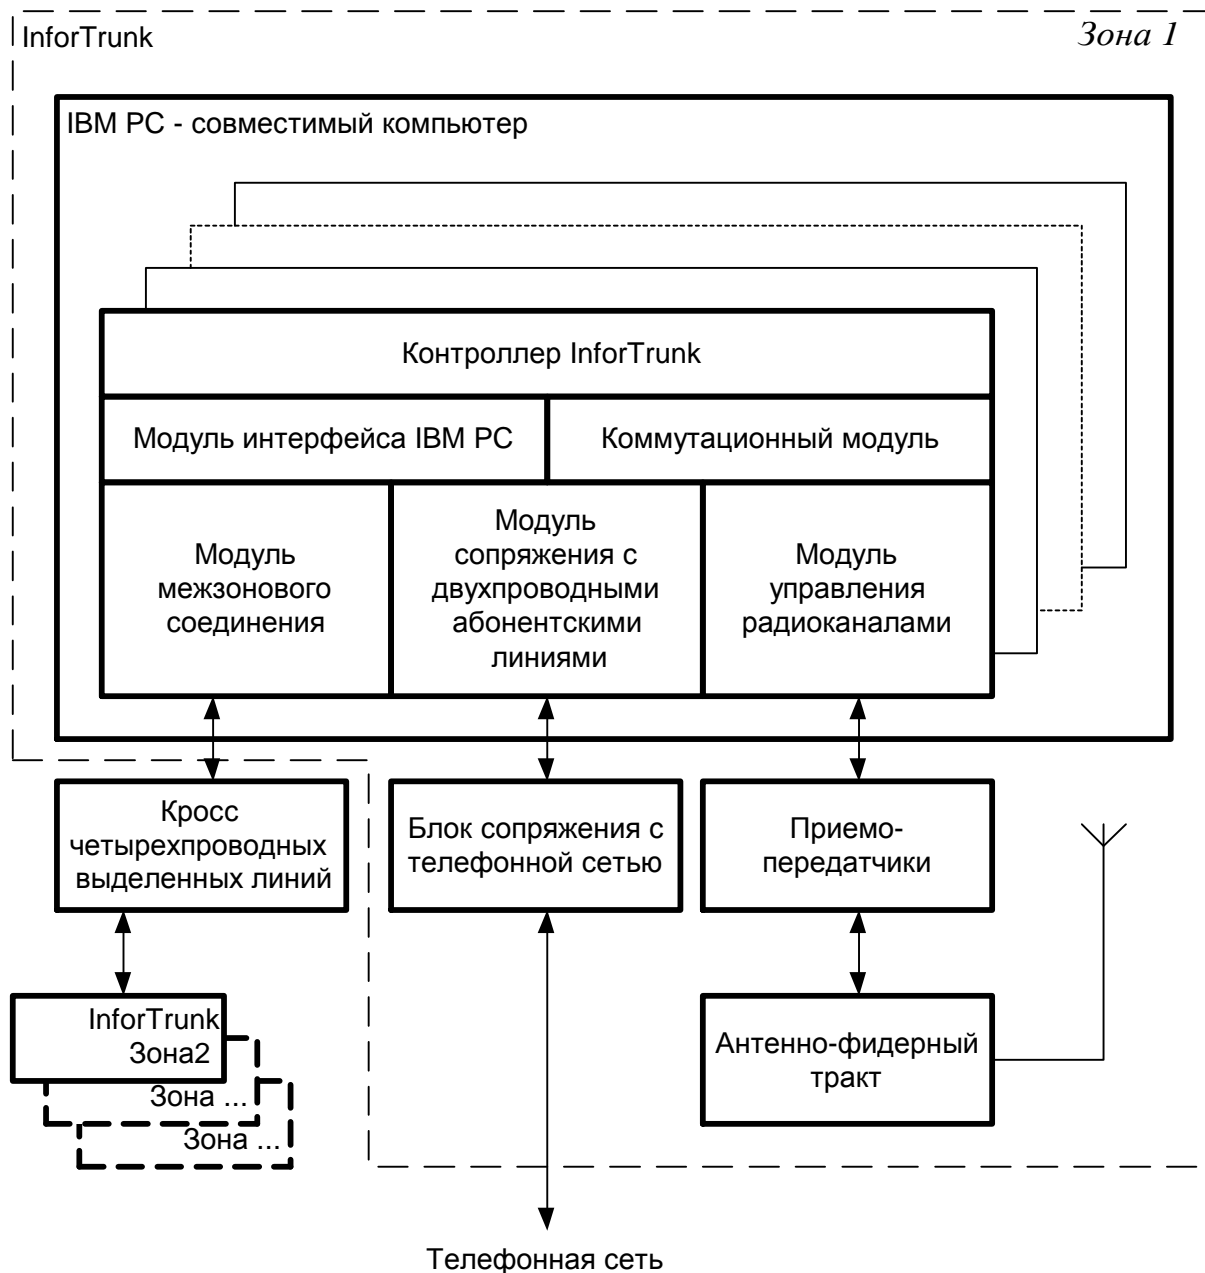 InforTrunk
Зона 1
IBM PC - совместимый компьютер
Контроллер InforTrunk
Модуль интерфейса IBM PC
Коммутационный модуль
Модуль
межзонового
соединения
Модуль
сопряжения с
двухпроводными
абонентскими
линиями
Модуль
управления
радиоканалами
Кросс
четырехпроводных
выделенных линий
Блок сопряжения с
телефонной сетью
Приемо-
передатчики
InforTrunk
Зона2
Зона ...
Зона ...
Антенно-фидерный
тракт
Телефонная сеть